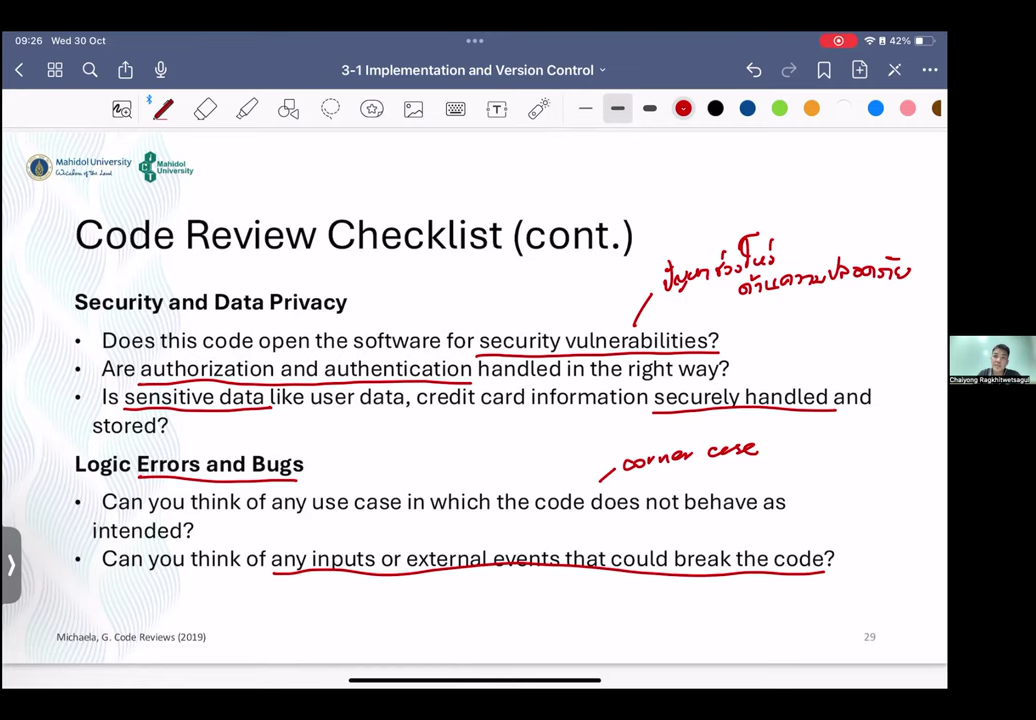 09:26 Wed 30 Oct
42%
3-1 Implementation and Version Control
T
Mahidol University
Wisdom of the Land
ICT
Mahidol
University
Code Review Checklist (cont.)
ปัญหาช่องโหว่
ด้านความปลอดภัย
Security and Data Privacy
• Does this code open the software for security vulnerabilities?
• Are authorization and authentication handled in the right way?
• Is sensitive data like user data, credit card information securely handled and
stored?
Chaiyong Ragkhitwetsagul
Logic Errors and Bugs
corner case
• Can you think of any use case in which the code does not behave as
intended?
• Can you think of any inputs or external events that could break the code?
Michaela, G. Code Reviews (2019)
29